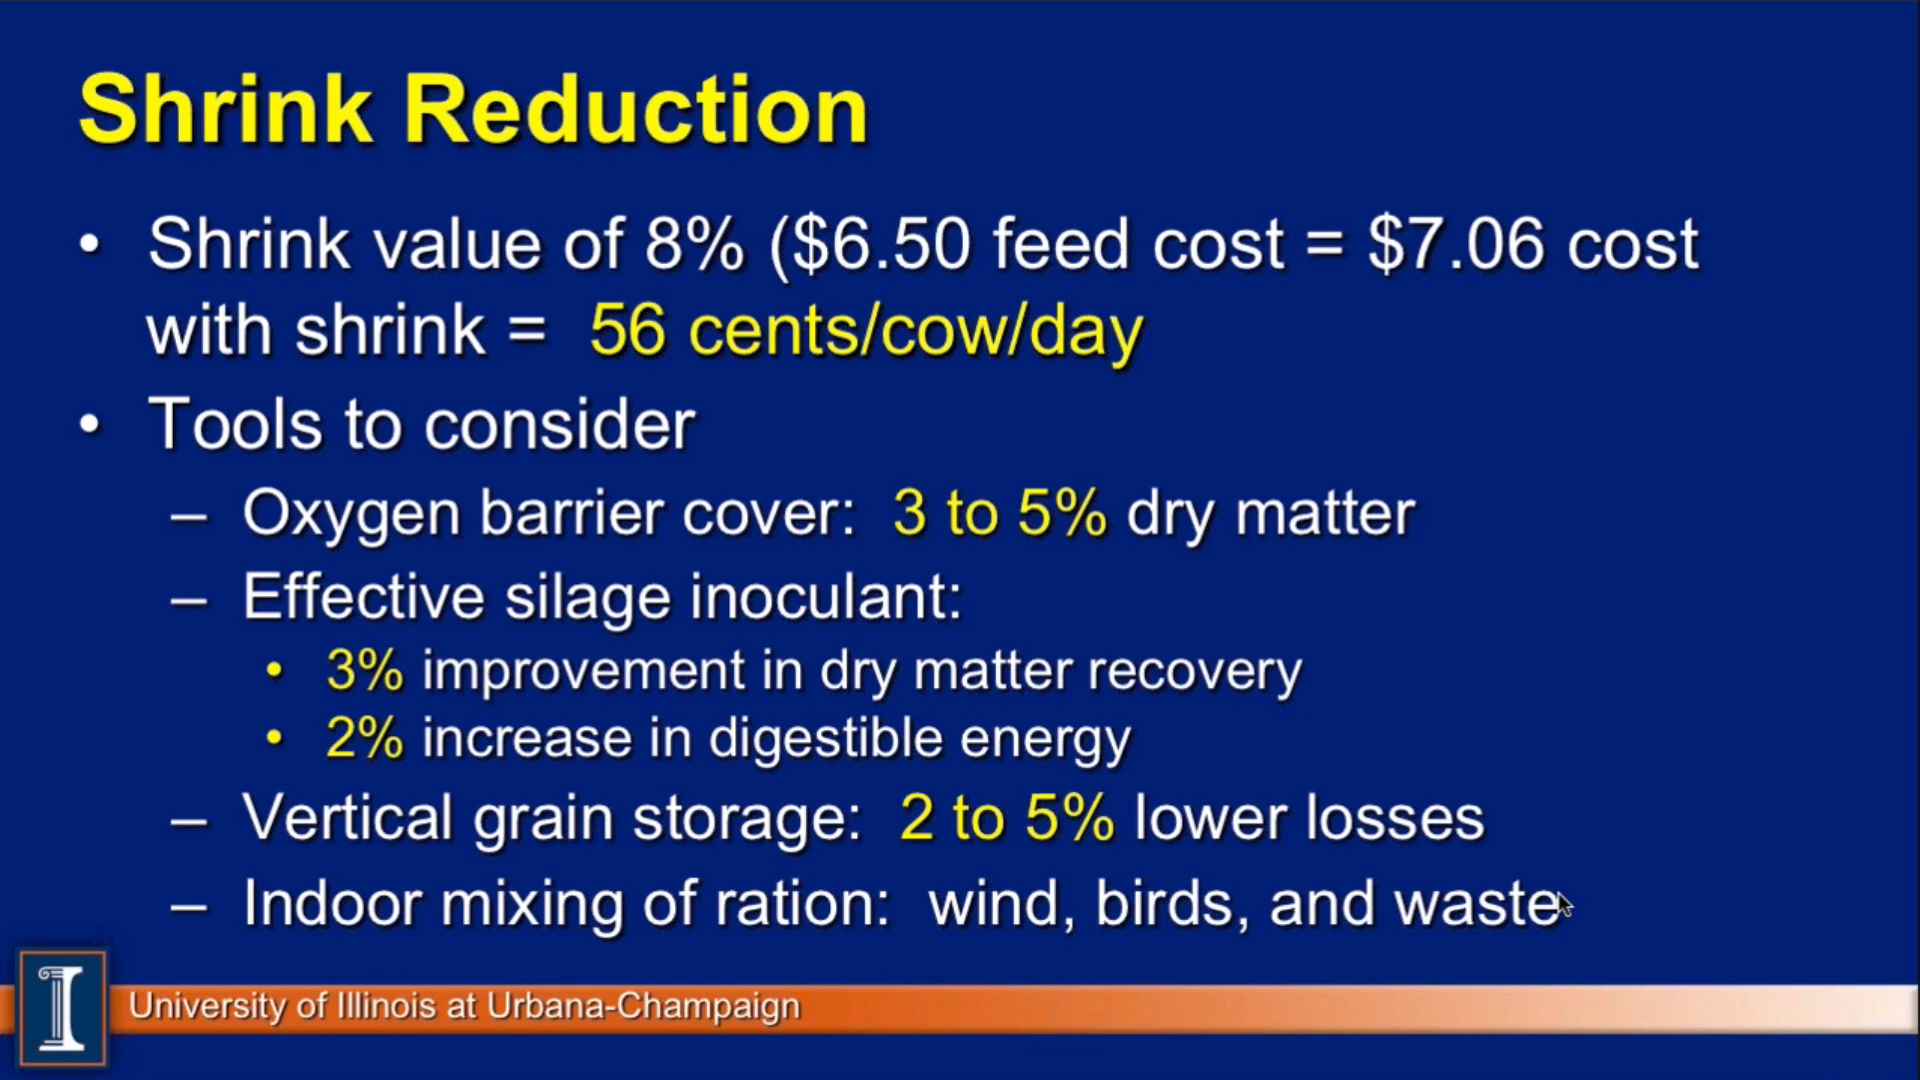 Shrink Reduction
• Shrink value of 8% ($6.50 feed cost = $7.06 cost
with shrink = 56 cents/cow/day
• Tools to consider
– Oxygen barrier cover: 3 to 5% dry matter
– Effective silage inoculant:
• 3% improvement in dry matter recovery
• 2% increase in digestible energy
– Vertical grain storage: 2 to 5% lower losses
– Indoor mixing of ration: wind, birds, and waste
University of Illinois at Urbana-Champaign